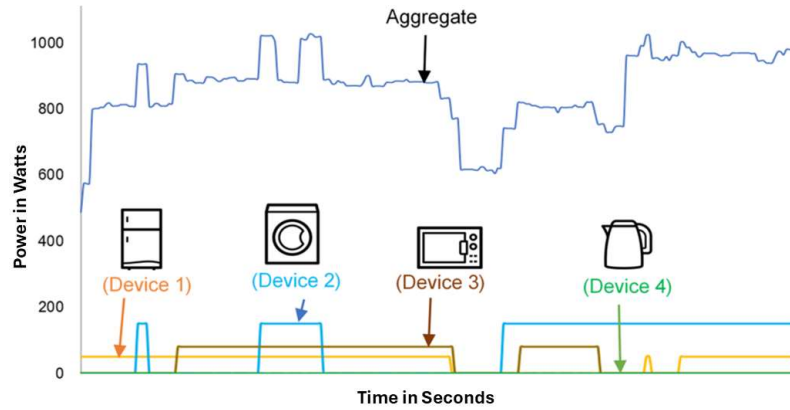 Aggregate
1000
800
600
400
200
0
Power in Watts
(Device 1)
(Device 2)
(Device 3)
(Device 4)
Time in Seconds